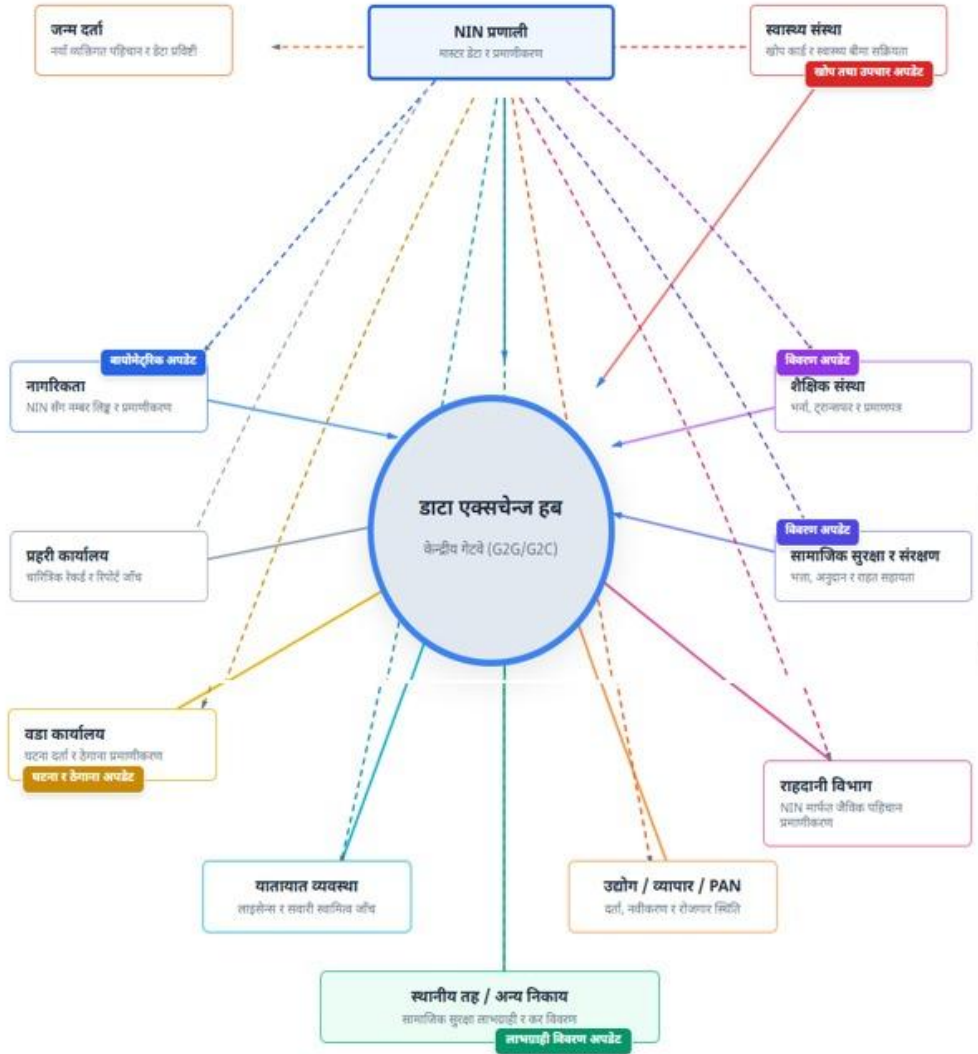 जन्म दर्ता
नयाँ व्यक्तिगत पहिचान र डेटा प्रविष्टी
NIN प्रणाली
मास्टर डेटा र प्रमाणीकरण
स्वास्थ्य संस्था
खोप कार्ड र स्वास्थ्य बीमा सक्रियता
खोप तथा उपचार अपडेट
बायोमेट्रिक अपडेट
नागरिकता
NIN सँग नम्बर लिङ्क र प्रमाणीकरण
विवरण अपडेट
शैक्षिक संस्था
भर्ना, ट्रान्सफर र प्रमाणपत्र
डाटा एक्सचेन्ज हब
केन्द्रीय गेटवे (G2G/G2C)
प्रहरी कार्यालय
चारित्रिक रेकर्ड र रिपोर्ट जाँच
विवरण अपडेट
सामाजिक सुरक्षा र संरक्षण
भत्ता, अनुदान र राहत सहायता
वडा कार्यालय
घटना दर्ता र ठेगाना प्रमाणीकरण
घटना र ठेगाना अपडेट
राहदानी विभाग
NIN मार्फत जैविक पहिचान
प्रमाणीकरण
यातायात व्यवस्था
लाइसेन्स र सवारी स्वामित्व जाँच
उद्योग / व्यापार / PAN
दर्ता, नवीकरण र रोजगार स्थिति
स्थानीय तह / अन्य निकाय
सामाजिक सुरक्षा लाभग्राही र कर विवरण
लाभग्राही विवरण अपडेट